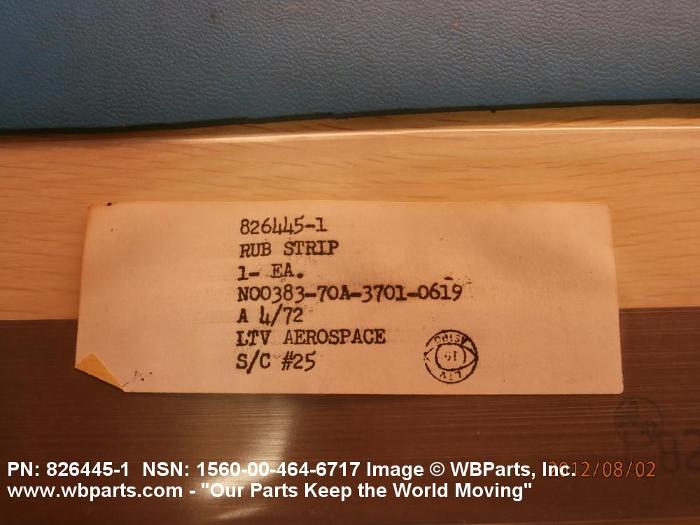 826445-1
RUB STRIP
1- EA.
N00383-70A-3701-0619
A 4/72
LTV AEROSPACE
S/C #25
LTV
82
PN: 826445-1 NSN: 1560-00-464-6717 Image © WBParts, Inc.
2012/08/02
www.wbparts.com - "Our Parts Keep the World Moving"